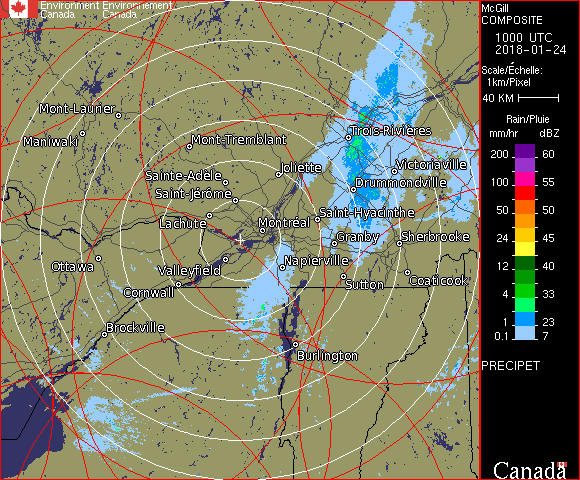 Environment Environnement
Canada Canada
McGill
COMPOSITE
1000 UTC
2018-01-24
Scale/Échelle:
1km/Pixel
40 KM
Rain/Pluie
mm/hr dBZ
200 60
100 55
50 50
24 45
12 40
8 33
4 33
1 23
0.1 7
PRECIPET
Canada
Mont-Laurier
Maniwaki
Mont-Tremblant
Trois-Rivières
Joliette
Victoriaville
Sainte-Adèle
Drummondville
Saint-Jérôme
Saint-Hyacinthe
Lachute
Montréal
Granby
Sherbrooke
Ottawa
Valleyfield
Napierville
Cornwall
Sutton
Coaticook
Brockville
Burlington